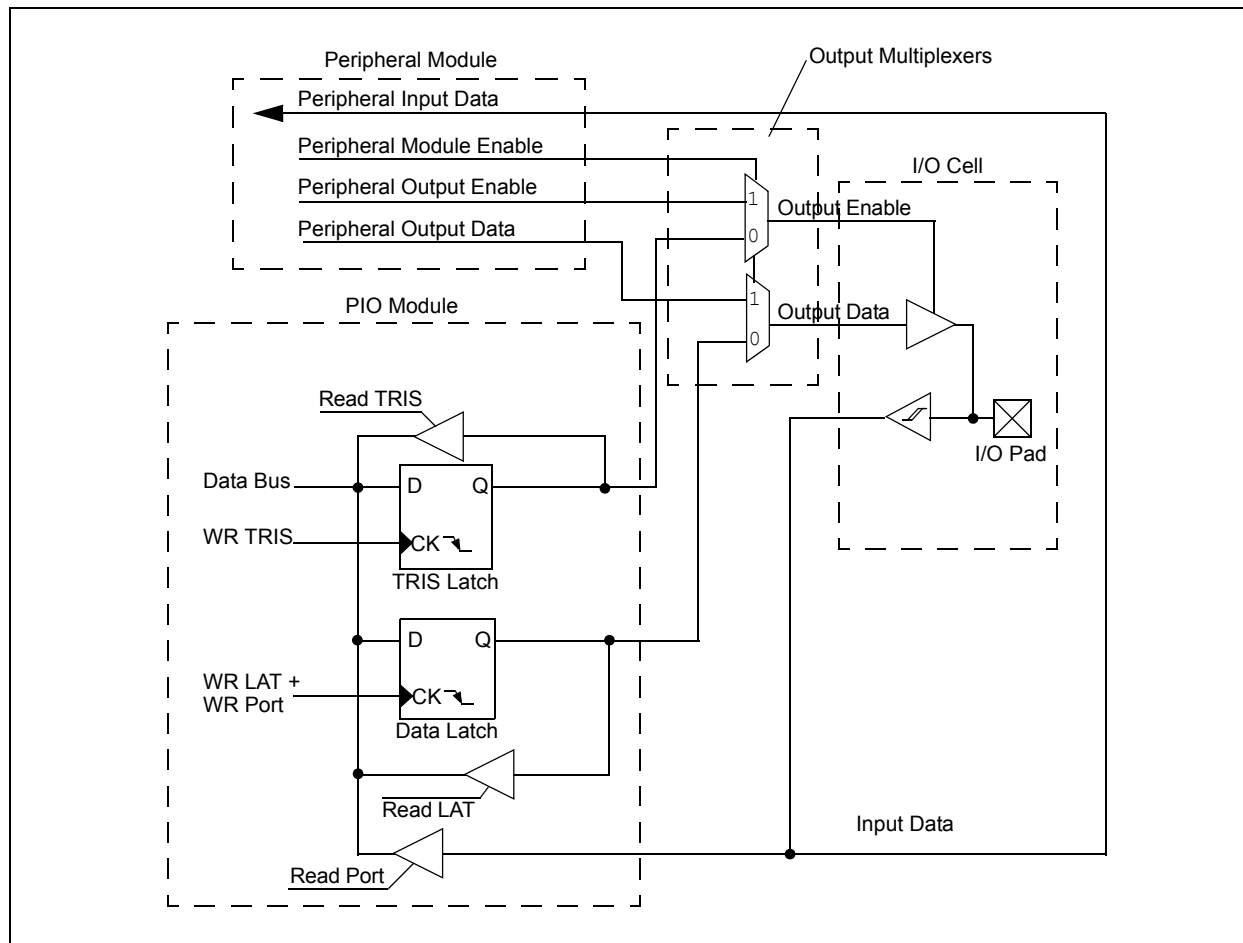 Peripheral Module
Output Multiplexers
Peripheral Input Data
Peripheral Module Enable
I/O Cell
Peripheral Output Enable
1
Output Enable
Peripheral Output Data
0
PIO Module
1
Output Data
0
Read TRIS
I/O Pad
Data Bus
D
Q
WR TRIS
CK
TRIS Latch
D
Q
WR LAT +
WR Port
CK
Data Latch
Read LAT
Input Data
Read Port